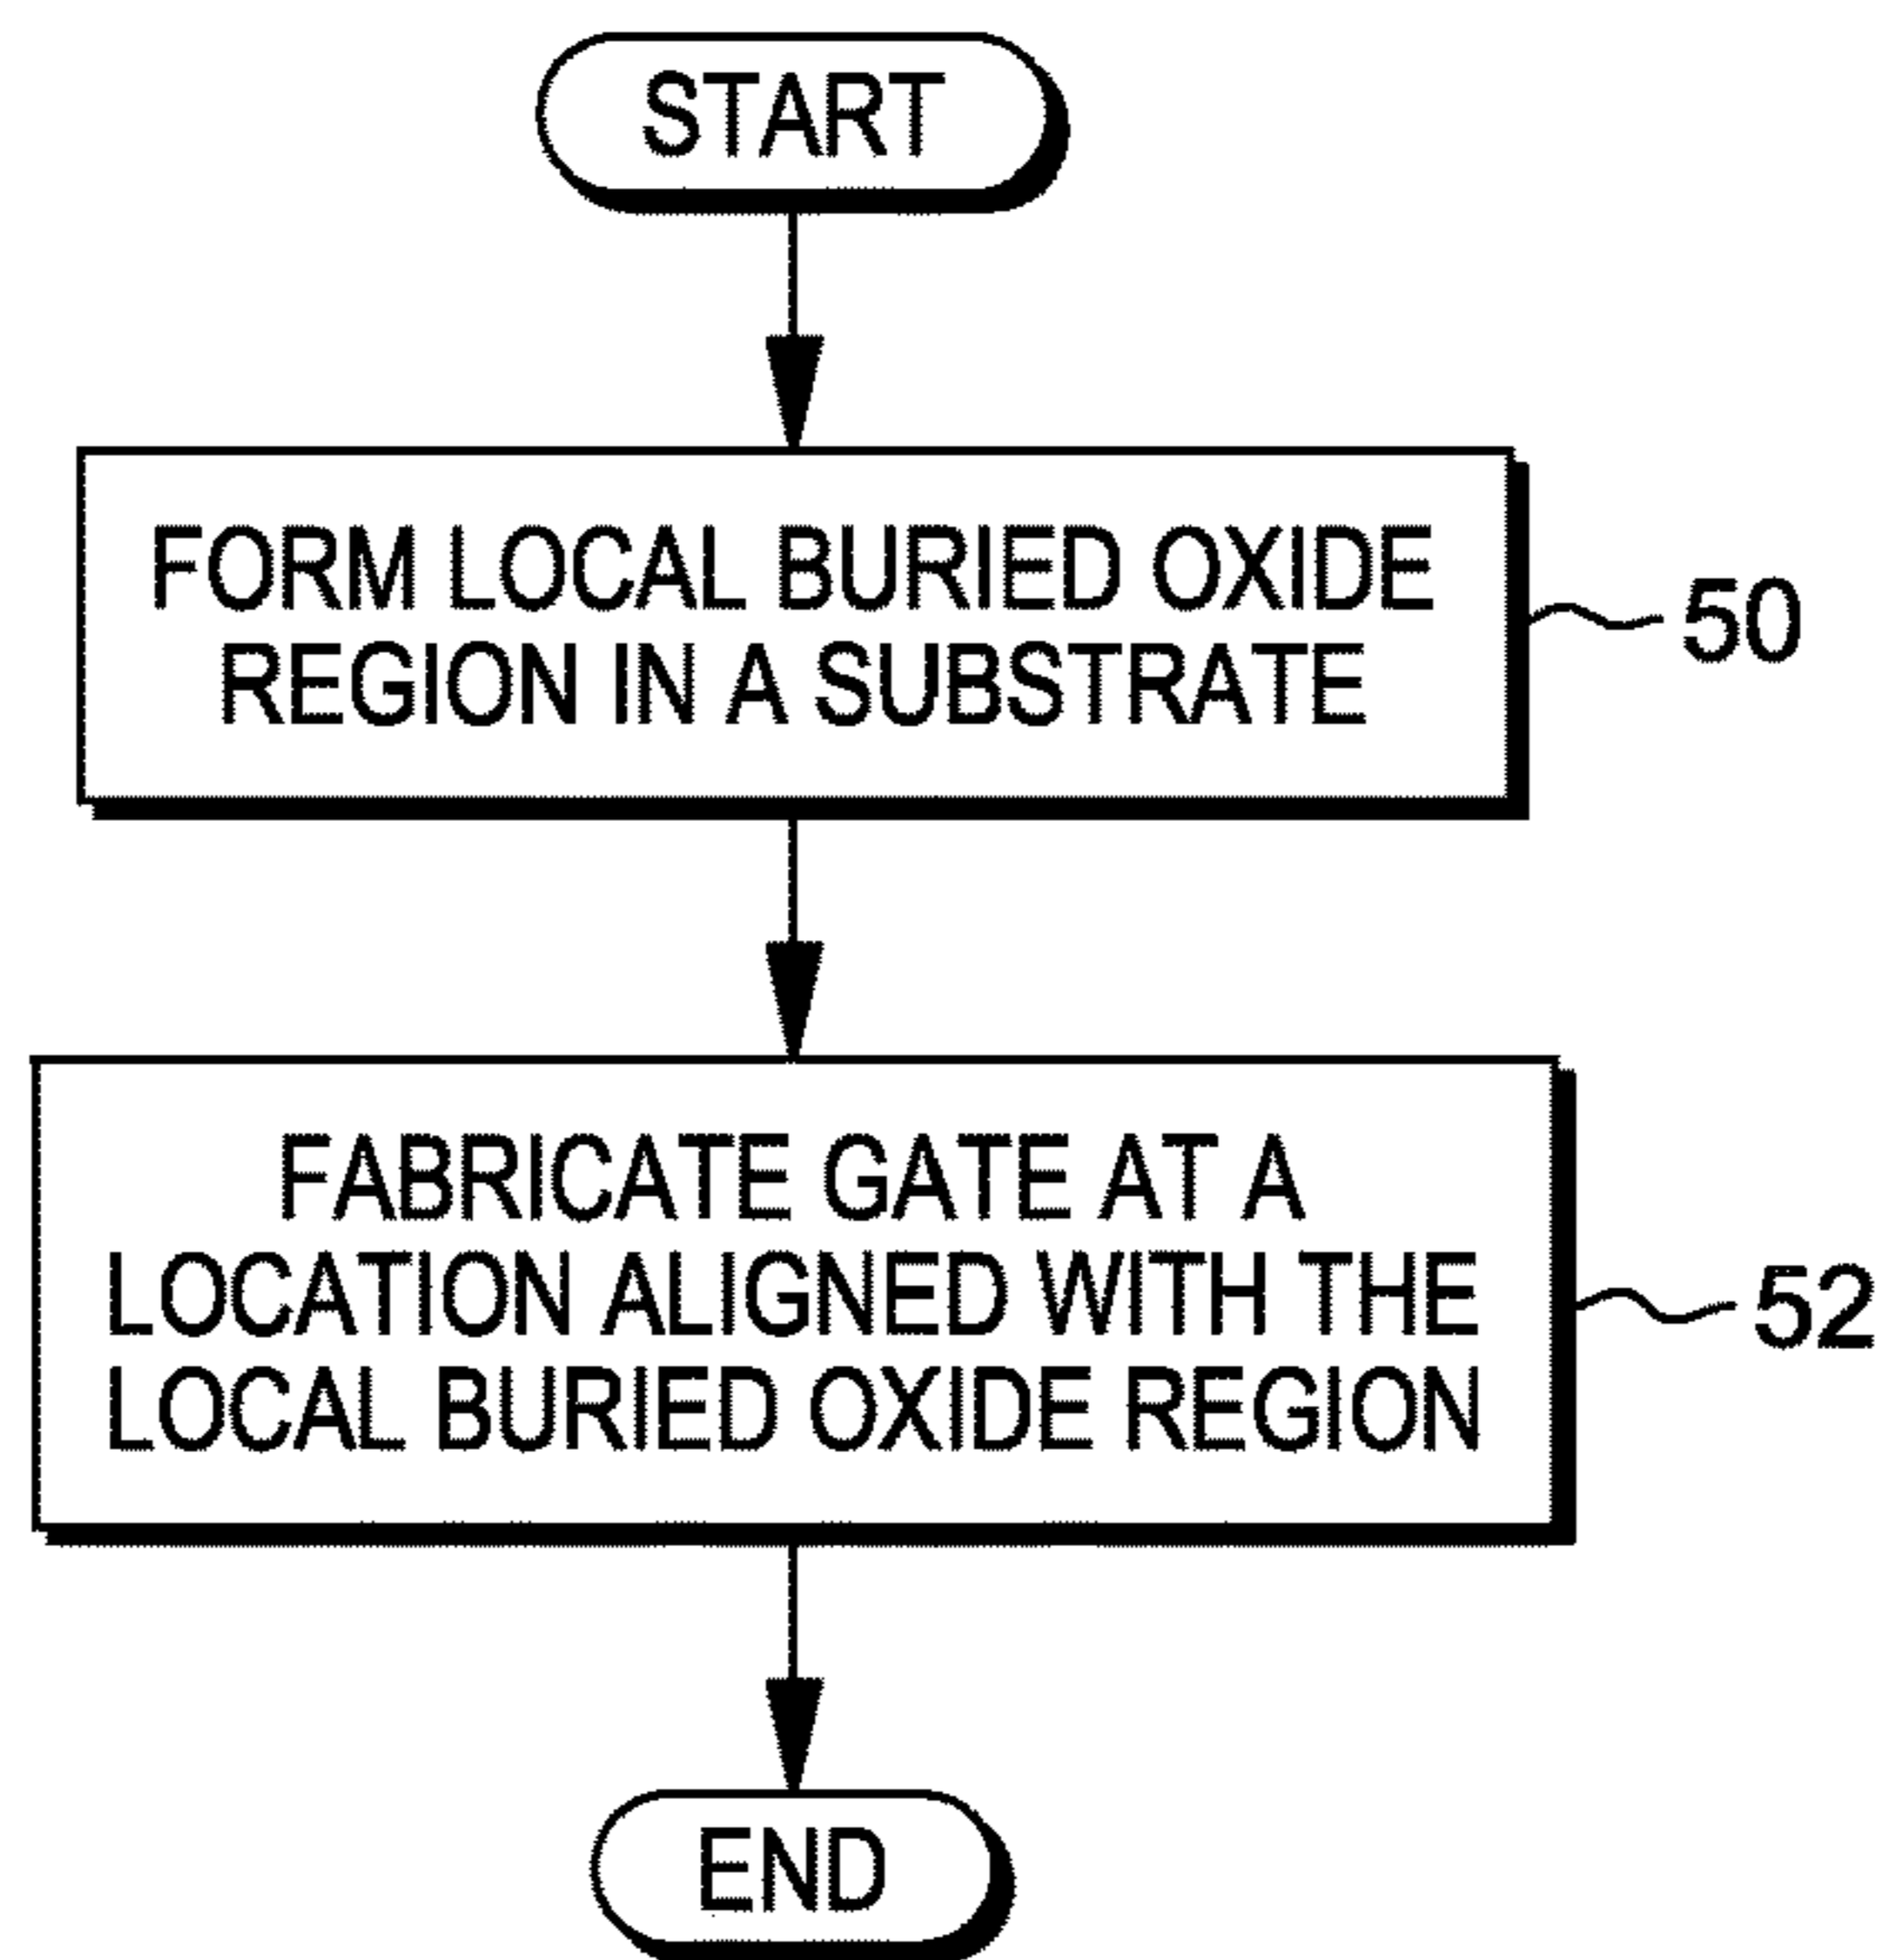 START
FORM LOCAL BURIED OXIDE
REGION IN A SUBSTRATE
50
FABRICATE GATE AT A
LOCATION ALIGNED WITH THE
LOCAL BURIED OXIDE REGION
52
END